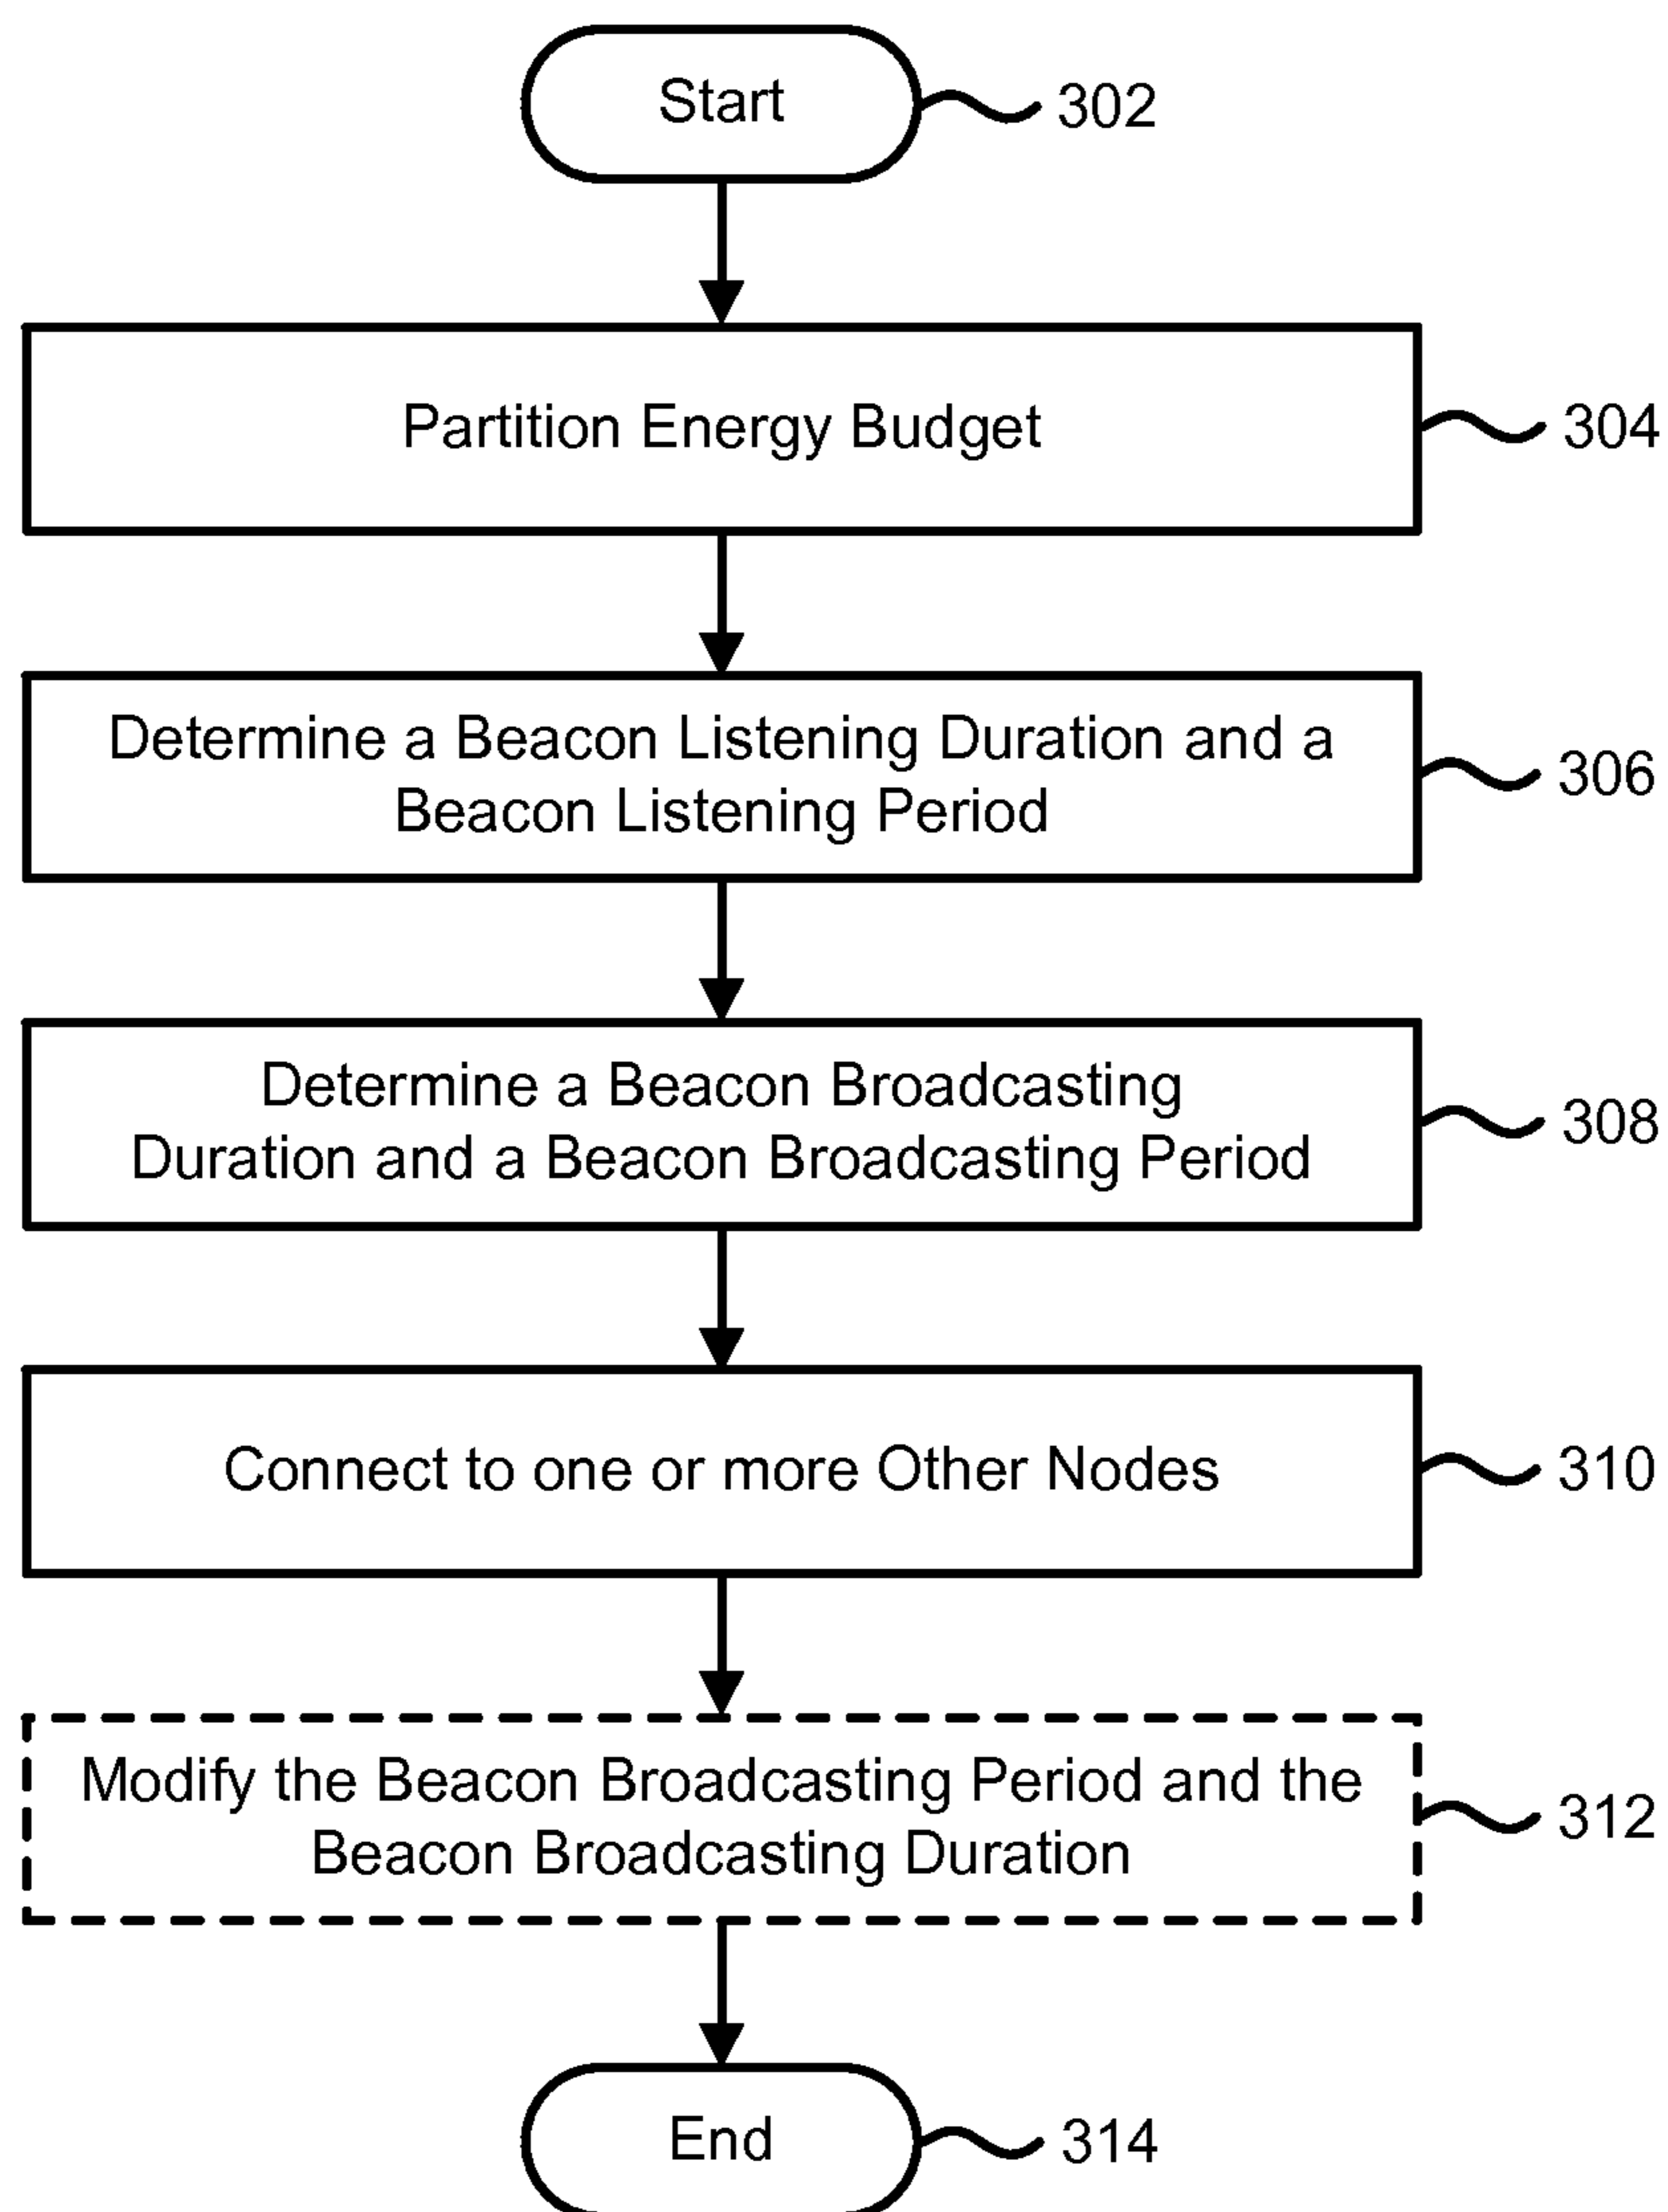 Start
302
Partition Energy Budget
304
Determine a Beacon Listening Duration and a
Beacon Listening Period
306
Determine a Beacon Broadcasting
Duration and a Beacon Broadcasting Period
308
Connect to one or more Other Nodes
310
Modify the Beacon Broadcasting Period and the
Beacon Broadcasting Duration
312
End
314